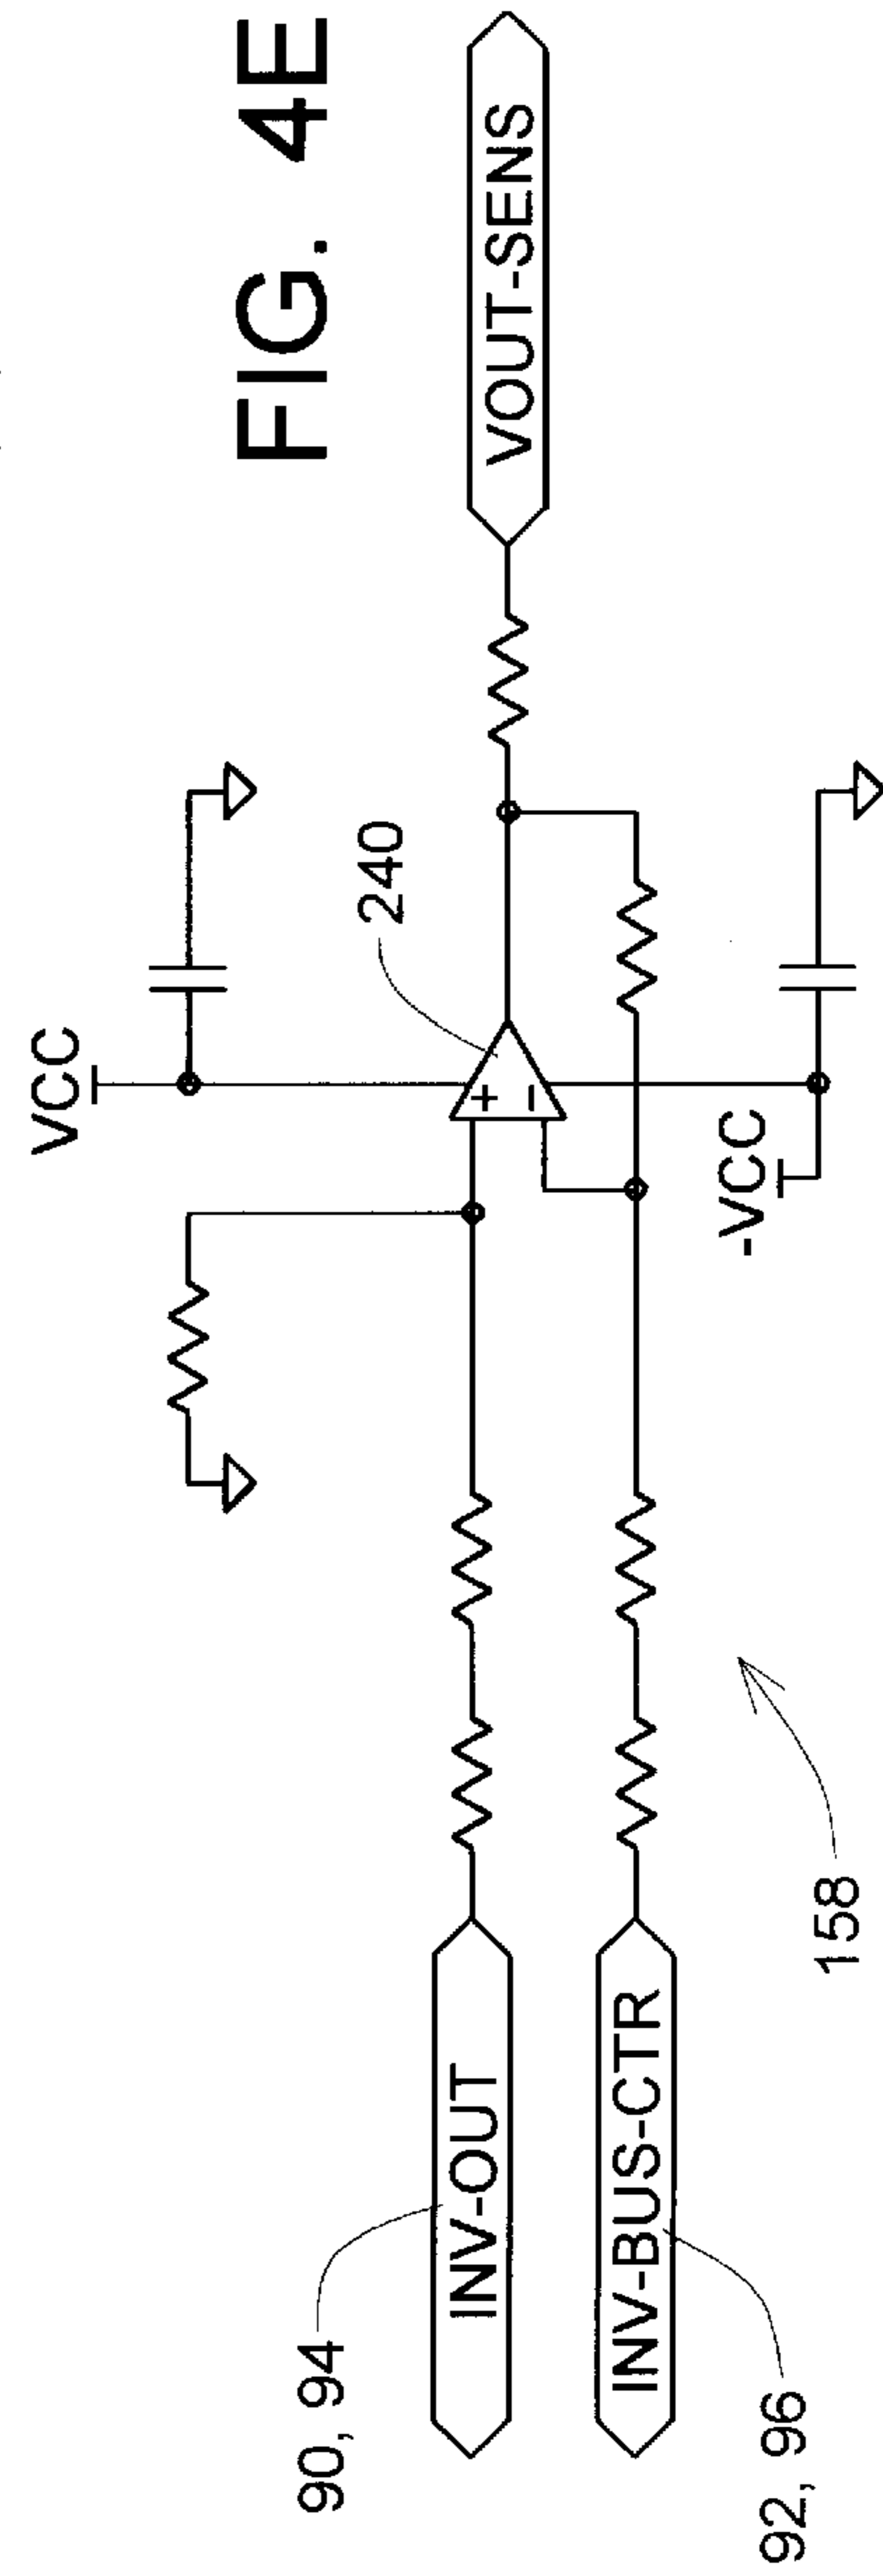 FIG. 4E
VCC
240
+
−
VOUT-SENS
-VCC
INV-OUT
90, 94
INV-BUS-CTR
92, 96
158